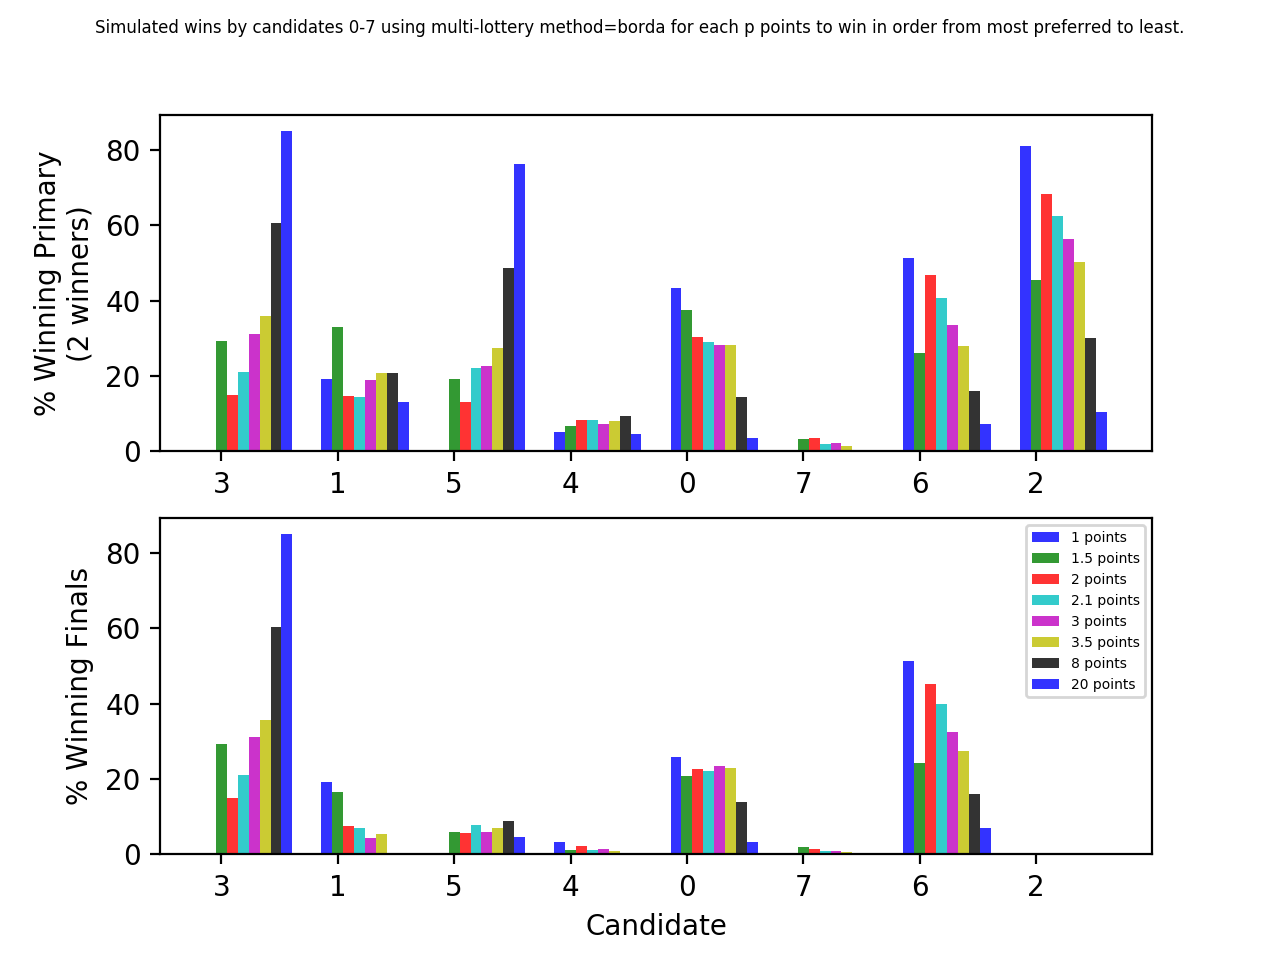 Simulated wins by candidates 0-7 using multi-lottery method=borda for each p points to win in order from most preferred to least.
% Winning Primary
(2 winners)
80
60
40
20
0
3 1 5 4 0 7 6 2
% Winning Finals
80
60
40
20
0
1 points
1.5 points
2 points
2.1 points
3 points
3.5 points
8 points
20 points
3 1 5 4 0 7 6 2
Candidate